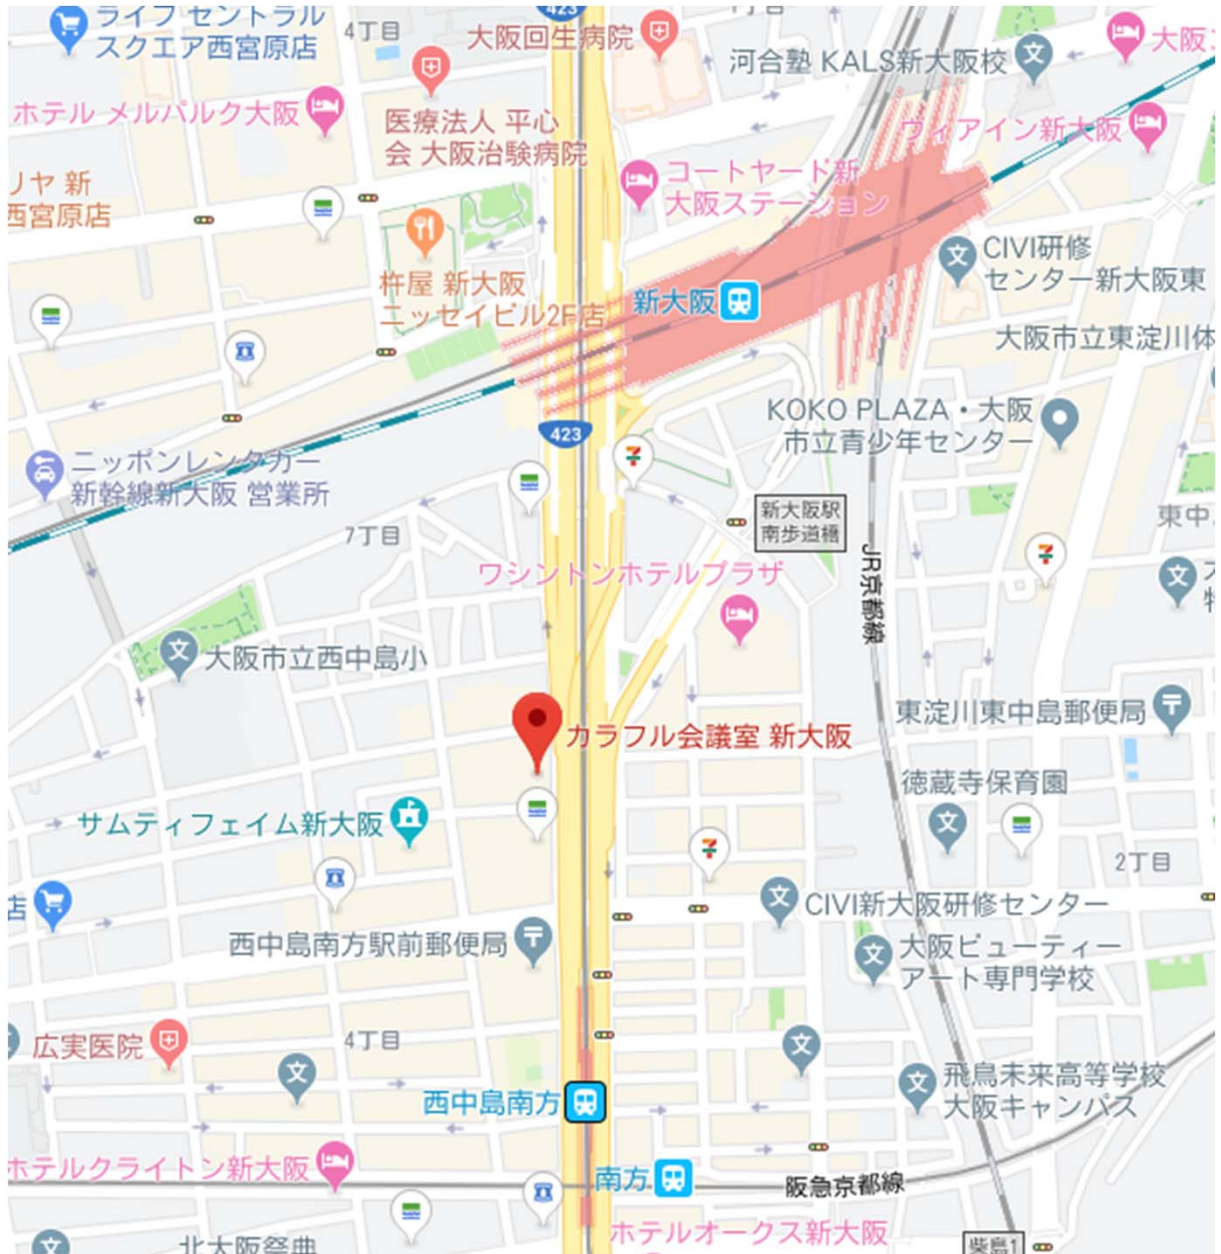 ライフ セントラル
スクエア西宮原店
4丁目
423
大阪回生病院
河合塾 KALS新大阪校
ホテル メルパルク大阪
医療法人 平心
会 大阪治験病院
ヴィアイン新大阪
コートヤード新
大阪ステーション
リヤ 新
西宮原店
杵屋 新大阪
ニッセイビル2F店
新大阪
CIVI研修
センター新大阪東
大阪市立東淀川休
KOKO PLAZA・大阪
市立青少年センター
423
ニッポンレンタカー
新幹線新大阪 営業所
7丁目
新大阪駅
南歩道橋
東中
JR京都線
ワシントンホテルプラザ
大阪市立西中島小
東淀川東中島郵便局
カラフル会議室 新大阪
徳蔵寺保育園
サムティフェイム新大阪
2丁目
店
CIVI新大阪研修センター
西中島南方駅前郵便局
大阪ビューティー
アート専門学校
広実医院
4丁目
飛鳥未来高等学校
大阪キャンパス
西中島南方
ホテルクライトン新大阪
南方
阪急京都線
ホテルオークス新大阪
北大阪祭典
柴島1